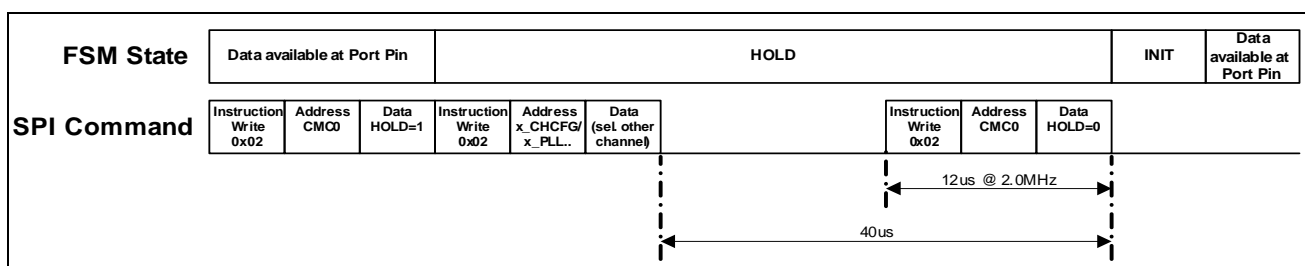 FSM State
Data available at Port Pin
HOLD
INIT
Data
available at
Port Pin
SPI Command
Instruction
Write
0x02
Address
CMC0
Data
HOLD=1
Instruction
Write
0x02
Address
x_CHCFG/
x_PLL..
Data
(sel. other
channel)
Instruction
Write
0x02
Address
CMC0
Data
HOLD=0
12us @ 2.0MHz
40us